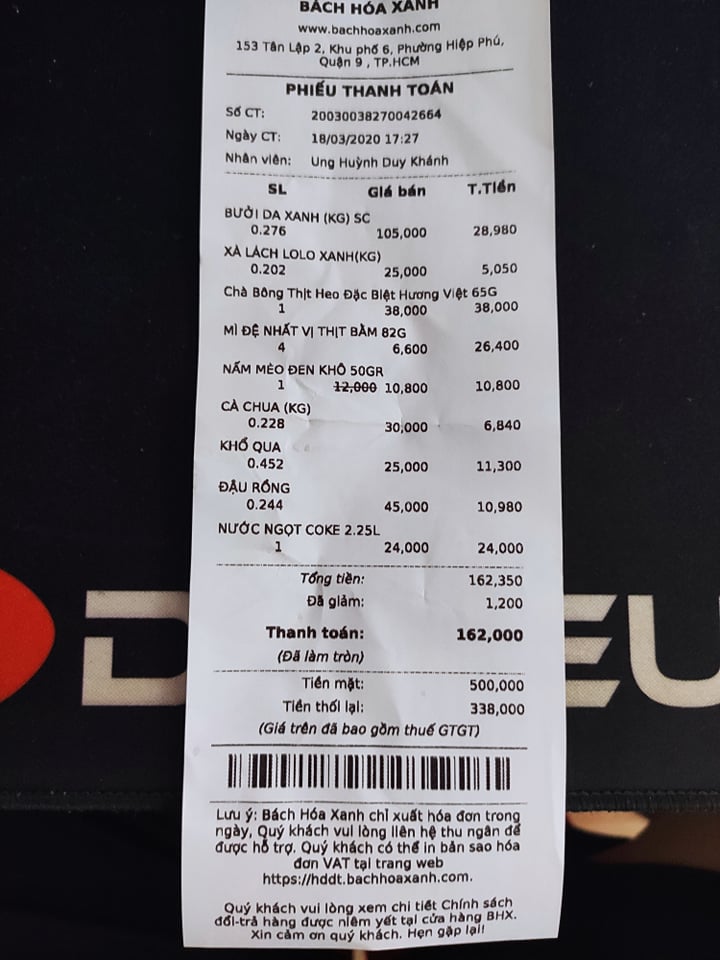 BÁCH HÓA XANH
www.bachhoaxanh.com
153 Tân Lập 2, Khu phố 6, Phường Hiệp Phú,
Quận 9 , TP.HCM
PHIẾU THANH TOÁN
Số CT: 20030038270042664
Ngày CT: 18/03/2020 17:27
Nhân viên: Ung Huỳnh Duy Khánh
SL Giá bán T.Tiền
BƯỞI DA XANH (KG) SC
0.276 105,000 28,980
XÀ LÁCH LOLO XANH(KG)
0.202 25,000 5,050
Chà Bông Thịt Heo Đặc Biệt Hương Việt 65G
1 38,000 38,000
MÌ ĐỆ NHẤT VỊ THỊT BẰM 82G
4 6,600 26,400
NẤM MÈO ĐEN KHÔ 50GR
1 12,000 10,800 10,800
CÀ CHUA (KG)
0.228 30,000 6,840
KHỔ QUA
0.452 25,000 11,300
ĐẬU RỒNG
0.244 45,000 10,980
NƯỚC NGỌT COKE 2.25L
1 24,000 24,000
Tổng tiền: 162,350
Đã giảm: 1,200
Thanh toán: 162,000
(Đã làm tròn)
Tiền mặt: 500,000
Tiền thối lại: 338,000
(Giá trên đã bao gồm thuế GTGT)
Lưu ý: Bách Hóa Xanh chỉ xuất hóa đơn trong
ngày, Quý khách vui lòng liên hệ thu ngân để
được hỗ trợ. Quý khách có thể in bản sao hóa
đơn VAT tại trang web
https://hddt.bachhoaxanh.com.
Quý khách vui lòng xem chi tiết Chính sách
đổi-trả hàng được niêm yết tại cửa hàng BHX.
Xin cảm ơn quý khách. Hẹn gặp lại!